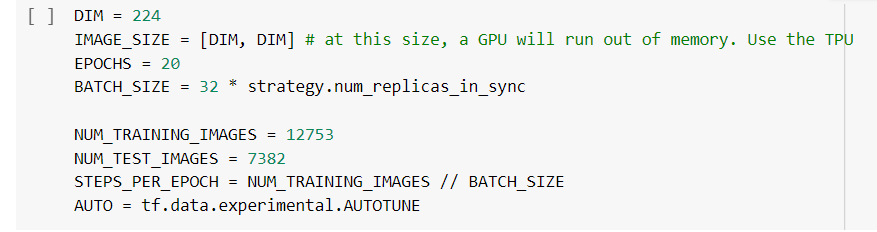 [ ] DIM = 224
IMAGE_SIZE = [DIM, DIM] # at this size, a GPU will run out of memory. Use the TPU
EPOCHS = 20
BATCH_SIZE = 32 * strategy.num_replicas_in_sync
NUM_TRAINING_IMAGES = 12753
NUM_TEST_IMAGES = 7382
STEPS_PER_EPOCH = NUM_TRAINING_IMAGES // BATCH_SIZE
AUTO = tf.data.experimental.AUTOTUNE